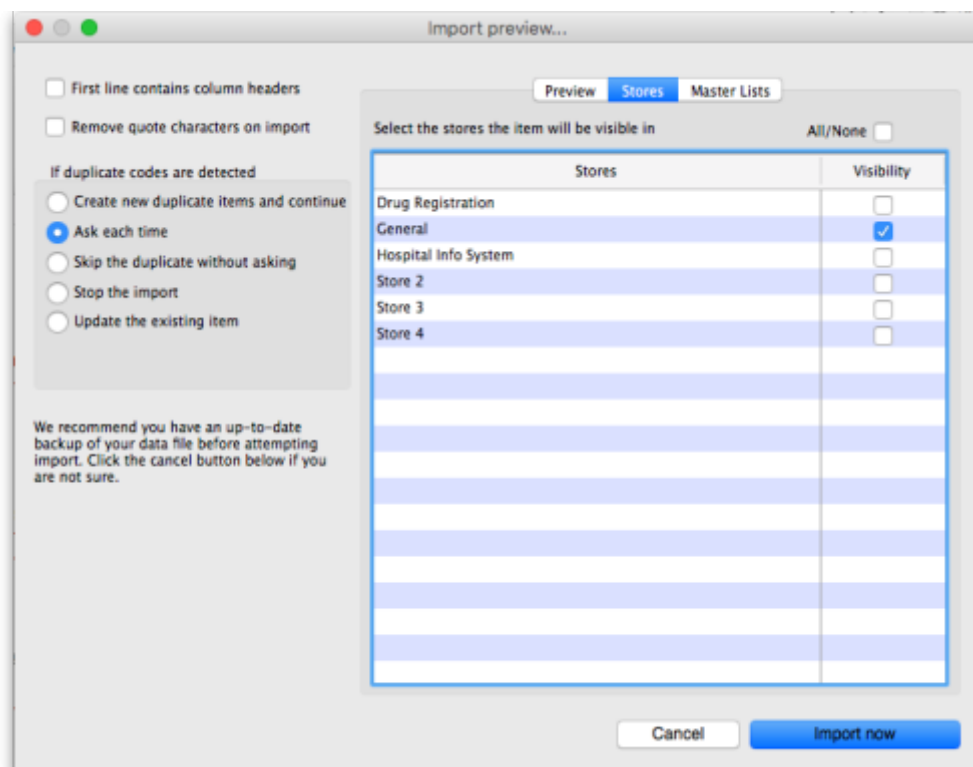 Import preview...
First line contains column headers
Remove quote characters on import
If duplicate codes are detected
Create new duplicate items and continue
Ask each time
Skip the duplicate without asking
Stop the import
Update the existing item
We recommend you have an up-to-date
backup of your data file before attempting
import. Click the cancel button below if you
are not sure.
Preview Stores Master Lists
Select the stores the item will be visible in All/None
Stores Visibility
Drug Registration
General
Hospital Info System
Store 2
Store 3
Store 4
Cancel Import now